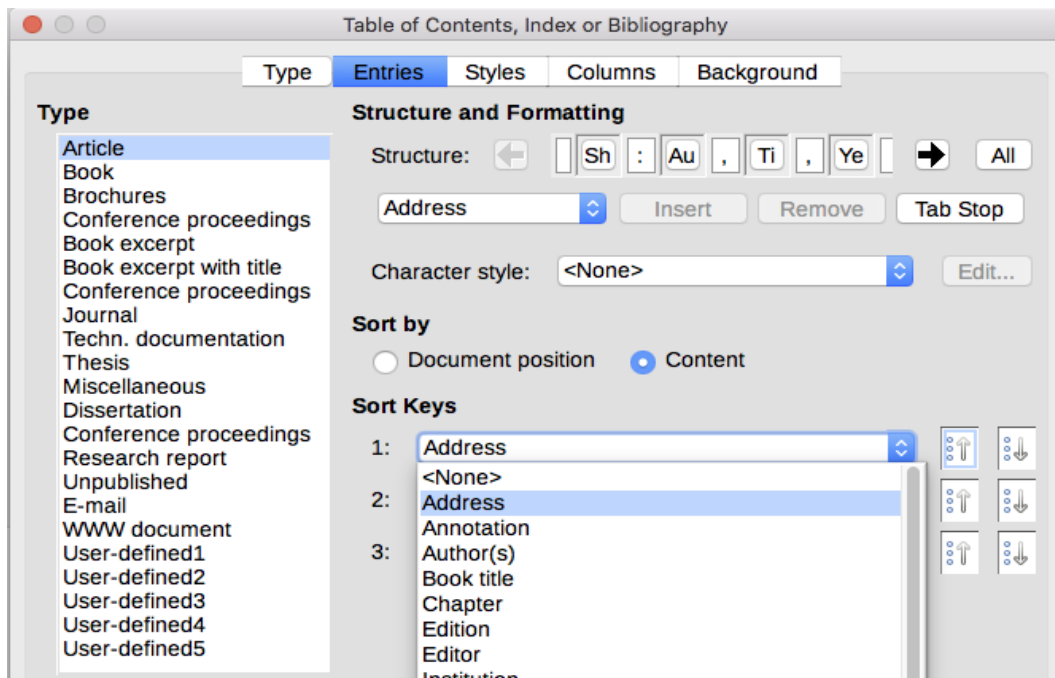 Table of Contents, Index or Bibliography
Type Entries Styles Columns Background
Type
Article
Book
Brochures
Conference proceedings
Book excerpt
Book excerpt with title
Conference proceedings
Journal
Techn. documentation
Thesis
Miscellaneous
Dissertation
Conference proceedings
Research report
Unpublished
E-mail
WWW document
User-defined1
User-defined2
User-defined3
User-defined4
User-defined5
Structure and Formatting
Structure: Sh : Au , Ti , Ye All
Address Insert Remove Tab Stop
Character style: <None> Edit...
Sort by
Document position Content
Sort Keys
1: Address
<None>
2: Address
Annotation
3: Author(s)
Book title
Chapter
Edition
Editor
Institution